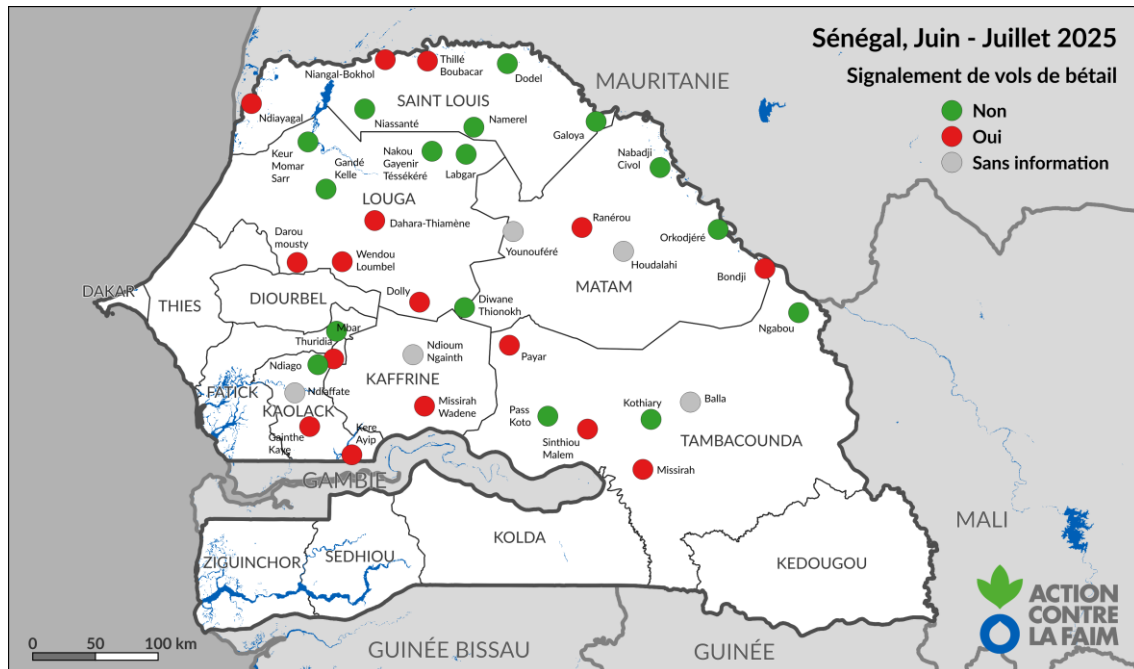 Sénégal, Juin - Juillet 2025
Signalement de vols de bétail
Non
Oui
Sans information
MAURITANIE
Niangal-Bokhol
Thillé
Boubacar
Dodel
SAINT LOUIS
Ndiayagal
Niassanté
Namerel
Galoya
Keur
Momar
Sarr
Gandé
Kelle
Nakou
Gayenir
Téssékéré
Labgar
Nabadji
Civol
LOUGA
Dahara-Thiamène
Ranérou
Younouféré
Houdalahi
Orkodjéré
Darou
mousty
Wendou
Loumbel
Bondji
MATAM
DAKAR
THIES
DIOURBEL
Dolly
Diwane
Thionokh
Ngabou
Mbar
Thuridia
Ndiago
Ndioum
Ngainth
Payar
KAFFRINE
FATICK
Ndiaffate
KAOLACK
Missirah
Wadene
Pass
Koto
Kothiary
Balla
Gainthe
Kaye
Kere
Ayip
Sinthiou
Malem
TAMBACOUNDA
Missirah
GAMBIE
MALI
KOLDA
ZIGUINCHOR
SEDHIOU
KEDOUGOU
ACTION
CONTRE
LA FAIM
0 50 100 km
GUINÉE BISSAU
GUINÉE